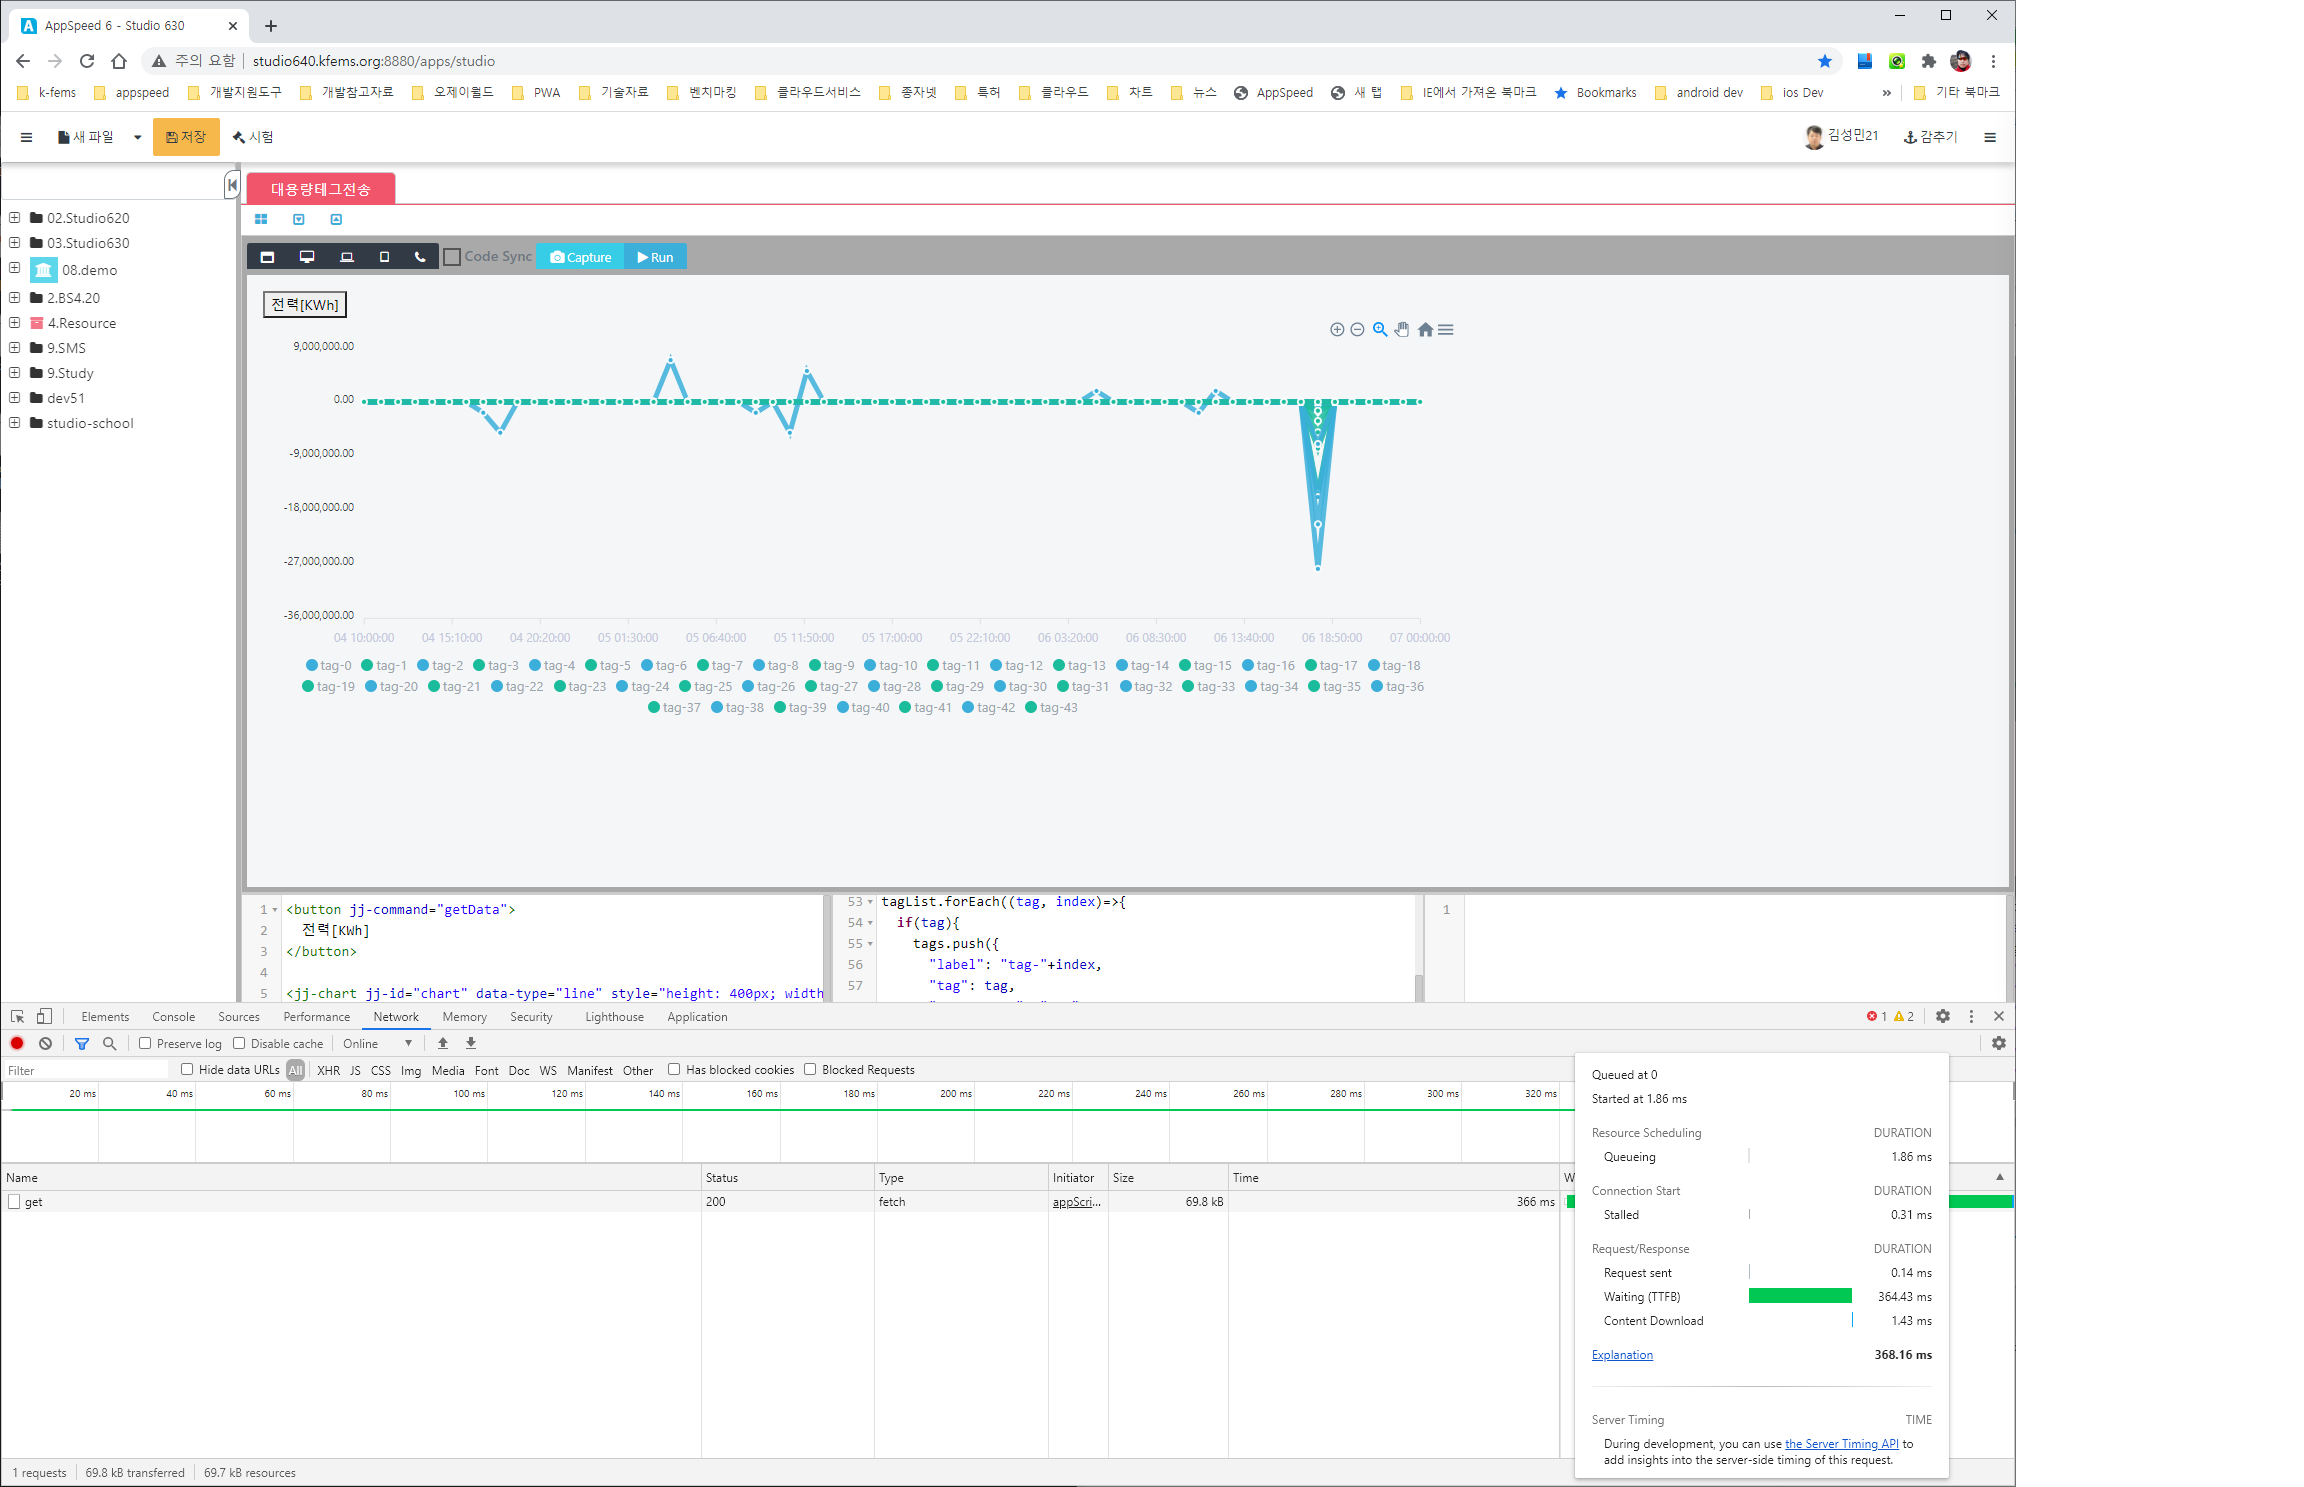 AppSpeed 6 - Studio 630
주의 요함 studio640.kfems.org:8880/apps/studio
k-fems appspeed 개발지원도구 개발참고자료 오제이월드 PWA 기술자료 벤치마킹 클라우드서비스 종자넷 특허 클라우드 차트 뉴스 AppSpeed 새 탭 IE에서 가져온 북마크 Bookmarks android dev ios Dev » 기타 북마크
새 파일 저장 시험 김성민21 감추기
대용량테그전송
02.Studio620
03.Studio630
08.demo
2.BS4.20
4.Resource
9.SMS
9.Study
dev51
studio-school
Code Sync Capture Run
전력[KWh]
9,000,000.00
0.00
-9,000,000.00
-18,000,000.00
-27,000,000.00
-36,000,000.00
04 10:00:00 04 15:10:00 04 20:20:00 05 01:30:00 05 06:40:00 05 11:50:00 05 17:00:00 05 22:10:00 06 03:20:00 06 08:30:00 06 13:40:00 06 18:50:00 07 00:00:00
tag-0 tag-1 tag-2 tag-3 tag-4 tag-5 tag-6 tag-7 tag-8 tag-9 tag-10 tag-11 tag-12 tag-13 tag-14 tag-15 tag-16 tag-17 tag-18
tag-19 tag-20 tag-21 tag-22 tag-23 tag-24 tag-25 tag-26 tag-27 tag-28 tag-29 tag-30 tag-31 tag-32 tag-33 tag-34 tag-35 tag-36
tag-37 tag-38 tag-39 tag-40 tag-41 tag-42 tag-43
1 <button jj-command="getData">
2 전력[KWh]
3 </button>
4
5 <jj-chart jj-id="chart" data-type="line" style="height: 400px; width
53 tagList.forEach((tag, index)=>{
54 if(tag){
55 tags.push({
56 "label": "tag-"+index,
57 "tag": tag,
1
Elements Console Sources Performance Network Memory Security Lighthouse Application 1 2
Preserve log Disable cache Online
Filter Hide data URLs All XHR JS CSS Img Media Font Doc WS Manifest Other Has blocked cookies Blocked Requests
20 ms 40 ms 60 ms 80 ms 100 ms 120 ms 140 ms 160 ms 180 ms 200 ms 220 ms 240 ms 260 ms 280 ms 300 ms 320 ms
Name Status Type Initiator Size Time W
get 200 fetch appScri... 69.8 kB 366 ms
Queued at 0
Started at 1.86 ms
Resource Scheduling DURATION
Queueing 1.86 ms
Connection Start DURATION
Stalled 0.31 ms
Request/Response DURATION
Request sent 0.14 ms
Waiting (TTFB) 364.43 ms
Content Download 1.43 ms
Explanation 368.16 ms
Server Timing TIME
During development, you can use the Server Timing API to
add insights into the server-side timing of this request.
1 requests 69.8 kB transferred 69.7 kB resources